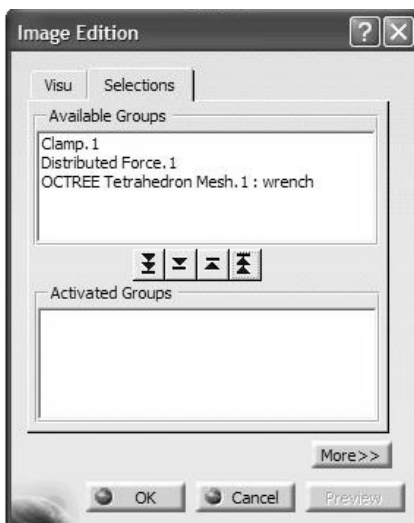 Image Edition
Visu Selections
Available Groups
Clamp.1
Distributed Force.1
OCTREE Tetrahedron Mesh.1 : wrench
Activated Groups
More>>
OK Cancel Preview